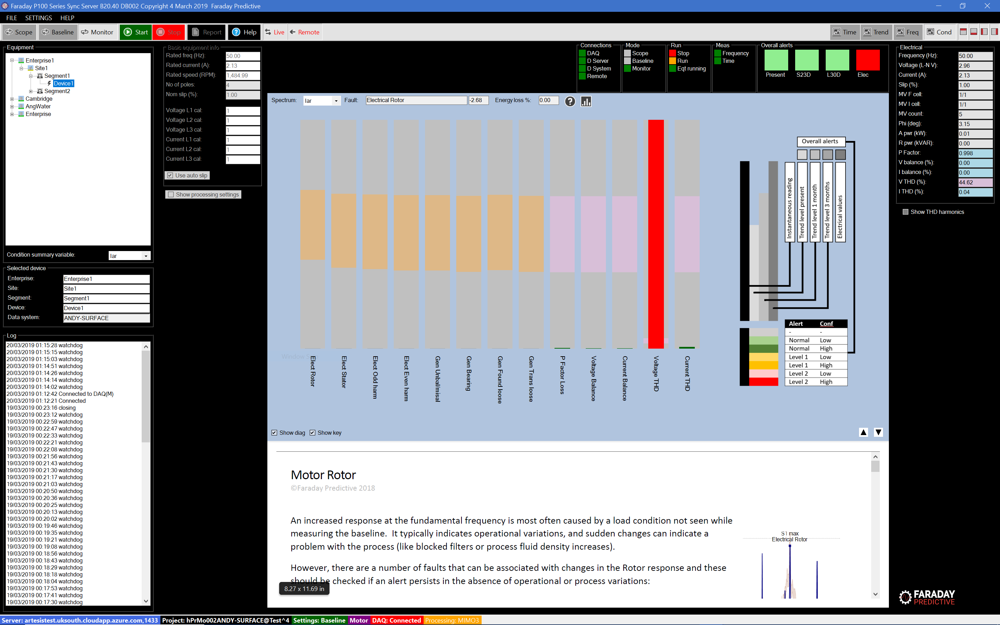 Faraday P100 Series Sync Server B20.40 DB002 Copyright 4 March 2019  Faraday Predictive
FILE SETTINGS HELP
Scope Baseline Monitor Start Stop Report Help Live Remote Time Trend Freq Cond
Equipment
Enterprise1
Site1
Segment1
Device1
Segment2
Cambridge
AngWater
Enterprise
Condition summary variable: Iar
Selected device
Enterprise: Enterprise1
Site: Site1
Segment: Segment1
Device: Device1
Data system: ANDY-SURFACE
Log
20/03/2019 01:15:28 watchdog
20/03/2019 01:15:15 watchdog
20/03/2019 01:15:03 watchdog
20/03/2019 01:14:51 watchdog
20/03/2019 01:14:26 watchdog
20/03/2019 01:14:14 watchdog
20/03/2019 01:14:02 watchdog
20/03/2019 01:12:42 Connected to DAQ(M)
20/03/2019 01:12:21 Connected
19/03/2019 00:23:16 closing
19/03/2019 00:23:12 watchdog
19/03/2019 00:22:59 watchdog
19/03/2019 00:22:47 watchdog
19/03/2019 00:22:33 watchdog
19/03/2019 00:22:21 watchdog
19/03/2019 00:22:08 watchdog
19/03/2019 00:21:56 watchdog
19/03/2019 00:21:43 watchdog
19/03/2019 00:21:30 watchdog
19/03/2019 00:21:17 watchdog
19/03/2019 00:21:03 watchdog
19/03/2019 00:20:50 watchdog
19/03/2019 00:20:36 watchdog
19/03/2019 00:20:25 watchdog
19/03/2019 00:20:13 watchdog
19/03/2019 00:20:02 watchdog
19/03/2019 00:19:46 watchdog
19/03/2019 00:19:35 watchdog
19/03/2019 00:19:21 watchdog
19/03/2019 00:19:08 watchdog
19/03/2019 00:18:56 watchdog
19/03/2019 00:18:43 watchdog
19/03/2019 00:18:29 watchdog
19/03/2019 00:18:18 watchdog
19/03/2019 00:18:04 watchdog
19/03/2019 00:17:53 watchdog
19/03/2019 00:17:41 watchdog
19/03/2019 00:17:30 watchdog
Basic equipment info
Rated freq (Hz): 50.00
Rated current (A): 2.13
Rated speed (RPM): 1,484.99
No of poles: 4
Nom slip (%): 1.00
Voltage L1 cal: 1
Voltage L2 cal: 1
Voltage L3 cal: 1
Current L1 cal: 1
Current L2 cal: 1
Current L3 cal: 1
Use auto slip
Show processing settings
Connections
DAQ
D Server
D System
Remote
Mode
Scope
Baseline
Monitor
Run
Stop
Run
Eqt running
Meas
Frequency
Time
Overall alerts
Present S23D L30D Elec
Spectrum: Iar Fault: Electrical Rotor -2.68 Energy loss %: 0.00
Elect Rotor
Elect Stator
Elect Odd harm
Elect Even harm
Gen Unbal/misal
Gen Bearing
Gen Found loose
Gen Trans loose
P Factor Loss
Voltage Balance
Current Balance
Voltage THD
Current THD
Overall alerts
Instantaneous reading
Trend level present
Trend level 1 month
Trend level 3 months
Electrical values
Alert Conf
- -
Normal Low
Normal High
Level 1 Low
Level 1 High
Level 2 Low
Level 2 High
Show diag Show key
Motor Rotor
©Faraday Predictive 2018
An increased response at the fundamental frequency is most often caused by a load condition not seen while
measuring the baseline.  It typically indicates operational variations, and sudden changes can indicate a
problem with the process (like blocked filters or process fluid density increases).
However, there are a number of faults that can be associated with changes in the Rotor response and these
should be checked if an alert persists in the absence of operational or process variations:
8.27 x 11.69 in
S1 max
Electrical Rotor
Electrical
Frequency (Hz): 50.00
Voltage (L-N V): 2.96
Current (A): 2.13
Slip (%): 1.00
MV F cell: 1/1
MV I cell: 1/1
MV count: 5
Phi (deg): 3.15
A pwr (kW): 0.01
R pwr (kVAR): 0.00
P Factor: 0.998
V balance (%): 0.00
I balance (%): 0.00
V THD (%): 44.62
I THD (%): 0.04
Show THD harmonics
FARADAY
PREDICTIVE
Server: artesistest.uksouth.cloudapp.azure.com,1433 Project: hPrMo002ANDY-SURFACE@Test^4 Settings: Baseline Motor DAQ: Connected Processing: MIMO3